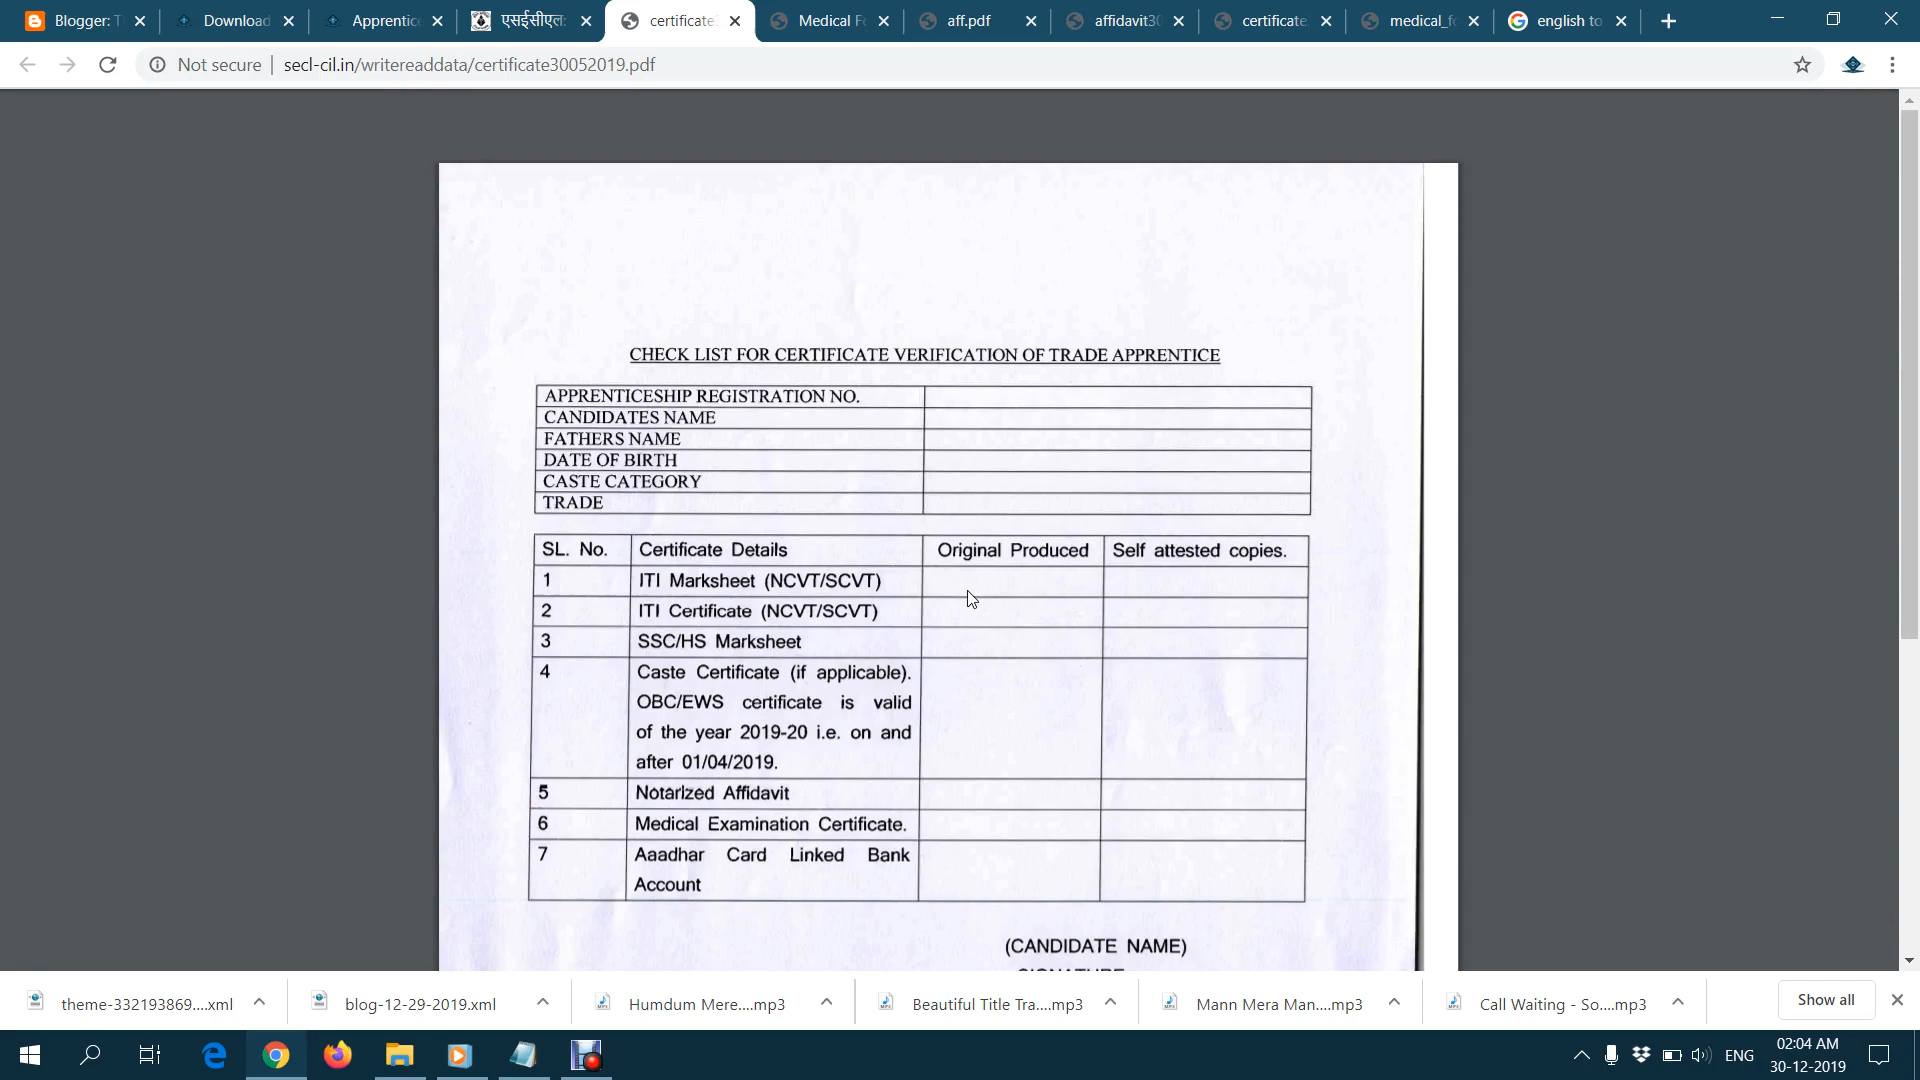 Blogger: T
Download
Apprentic
एसईसीएल:
certificate
Medical Fo
aff.pdf
affidavit30
certificate
medical_fo
english to
Not secure
secl-cil.in/writereaddata/certificate30052019.pdf
CHECK LIST FOR CERTIFICATE VERIFICATION OF TRADE APPRENTICE
APPRENTICESHIP REGISTRATION NO.
CANDIDATES NAME
FATHERS NAME
DATE OF BIRTH
CASTE CATEGORY
TRADE
SL. No. Certificate Details Original Produced Self attested copies.
1 ITI Marksheet (NCVT/SCVT)
2 ITI Certificate (NCVT/SCVT)
3 SSC/HS Marksheet
4 Caste Certificate (if applicable).
OBC/EWS certificate is valid
of the year 2019-20 i.e. on and
after 01/04/2019.
5 Notarized Affidavit
6 Medical Examination Certificate.
7 Aaadhar Card Linked Bank
Account
(CANDIDATE NAME)
theme-332193869....xml
blog-12-29-2019.xml
Humdum Mere....mp3
Beautiful Title Tra....mp3
Mann Mera Man....mp3
Call Waiting - So....mp3
Show all
ENG
02:04 AM
30-12-2019